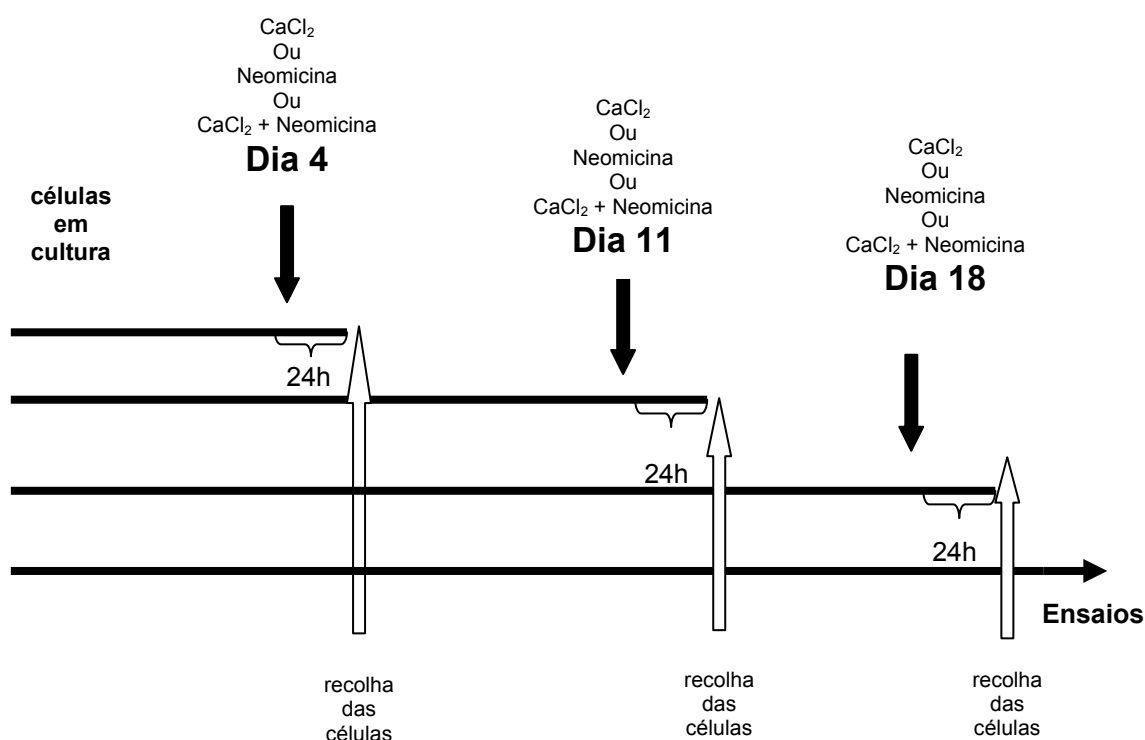 células
em
cultura
CaCl₂
Ou
Neomicina
Ou
CaCl₂ + Neomicina
Dia 4
CaCl₂
Ou
Neomicina
Ou
CaCl₂ + Neomicina
Dia 11
CaCl₂
Ou
Neomicina
Ou
CaCl₂ + Neomicina
Dia 18
24h
24h
24h
Ensaios
recolha
das
células
recolha
das
células
recolha
das
células